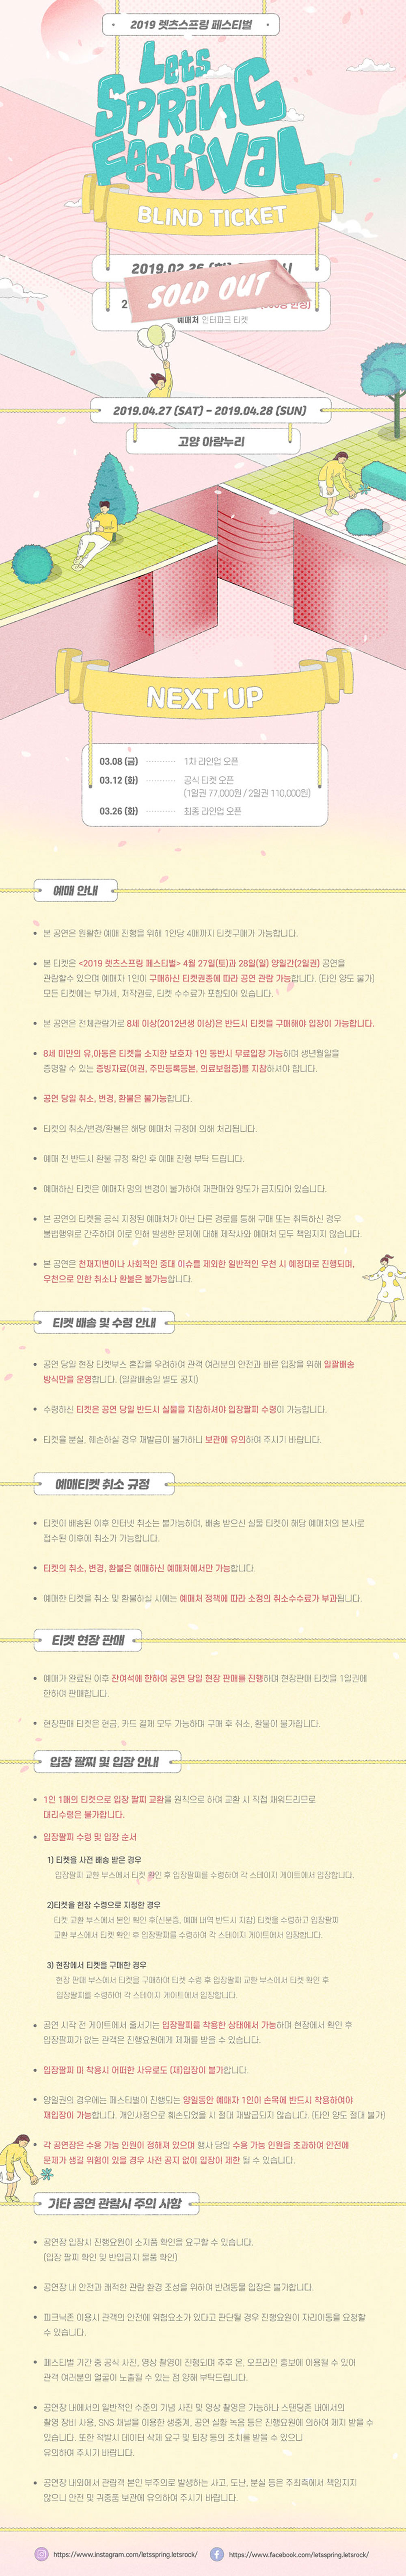 2019 렛츠스프링 페스티벌
Lets
SPRiNG
FestivaL
BLIND TICKET
2019.02.26
SOLD OUT
예매처 인터파크 티켓
2019.04.27 (SAT) - 2019.04.28 (SUN)
고양 아람누리
NEXT UP
03.08 (금) ·········· 1차 라인업 오픈
03.12 (화) ·········· 공식 티켓 오픈
(1일권 77,000원 / 2일권 110,000원)
03.26 (화) ·········· 최종 라인업 오픈
예매 안내
• 본 공연은 원활한 예매 진행을 위해 1인당 4매까지 티켓구매가 가능합니다.
• 본 티켓은 <2019 렛츠스프링 페스티벌> 4월 27일(토)과 28일(일) 양일간(2일권) 공연을
관람할수 있으며 예매자 1인이 구매하신 티켓권종에 따라 공연 관람 가능합니다. (타인 양도 불가)
모든 티켓에는 부가세, 저작권료, 티켓 수수료가 포함되어 있습니다.
• 본 공연은 전체관람가로 8세 이상(2012년생 이상)은 반드시 티켓을 구매해야 입장이 가능합니다.
• 8세 미만의 유,아동은 티켓을 소지한 보호자 1인 동반시 무료입장 가능하며 생년월일을
증명할 수 있는 증빙자료(여권, 주민등록등본, 의료보험증)를 지참하셔야 합니다.
• 공연 당일 취소, 변경, 환불은 불가능합니다.
• 티켓의 취소/변경/환불은 해당 예매처 규정에 의해 처리됩니다.
• 예매 전 반드시 환불 규정 확인 후 예매 진행 부탁 드립니다.
• 예매하신 티켓은 예매자 명의 변경이 불가하여 재판매와 양도가 금지되어 있습니다.
• 본 공연의 티켓을 공식 지정된 예매처가 아닌 다른 경로를 통해 구매 또는 취득하신 경우
불법행위로 간주하며 이로 인해 발생한 문제에 대해 제작사와 예매처 모두 책임지지 않습니다.
• 본 공연은 천재지변이나 사회적인 중대 이슈를 제외한 일반적인 우천 시 예정대로 진행되며,
우천으로 인한 취소나 환불은 불가능합니다.
티켓 배송 및 수령 안내
• 공연 당일 현장 티켓부스 혼잡을 우려하여 관객 여러분의 안전과 빠른 입장을 위해 일괄배송
방식만을 운영합니다. (일괄배송일 별도 공지)
• 수령하신 티켓은 공연 당일 반드시 실물을 지참하셔야 입장팔찌 수령이 가능합니다.
• 티켓을 분실, 훼손하실 경우 재발급이 불가하니 보관에 유의하여 주시기 바랍니다.
예매티켓 취소 규정
• 티켓이 배송된 이후 인터넷 취소는 불가능하며, 배송 받으신 실물 티켓이 해당 예매처의 본사로
접수된 이후에 취소가 가능합니다.
• 티켓의 취소, 변경, 환불은 예매하신 예매처에서만 가능합니다.
• 예매한 티켓을 취소 및 환불하실 시에는 예매처 정책에 따라 소정의 취소수수료가 부과됩니다.
티켓 현장 판매
• 예매가 완료된 이후 잔여석에 한하여 공연 당일 현장 판매를 진행하며 현장판매 티켓을 1일권에
한하여 판매합니다.
• 현장판매 티켓은 현금, 카드 결제 모두 가능하며 구매 후 취소, 환불이 불가합니다.
입장 팔찌 및 입장 안내
• 1인 1매의 티켓으로 입장 팔찌 교환을 원칙으로 하여 교환 시 직접 채워드리므로
대리수령은 불가합니다.
• 입장팔찌 수령 및 입장 순서
1) 티켓을 사전 배송 받은 경우
입장팔찌 교환 부스에서 티켓 확인 후 입장팔찌를 수령하여 각 스테이지 게이트에서 입장합니다.
2)티켓을 현장 수령으로 지정한 경우
티켓 교환 부스에서 본인 확인 후(신분증, 예매 내역 반드시 지참) 티켓을 수령하고 입장팔찌
교환 부스에서 티켓 확인 후 입장팔찌를 수령하여 각 스테이지 게이트에서 입장합니다.
3) 현장에서 티켓을 구매한 경우
현장 판매 부스에서 티켓을 구매하여 티켓 수령 후 입장팔찌 교환 부스에서 티켓 확인 후
입장팔찌를 수령하여 각 스테이지 게이트에서 입장합니다.
• 공연 시작 전 게이트에서 줄서기는 입장팔찌를 착용한 상태에서 가능하며 현장에서 확인 후
입장팔찌가 없는 관객은 진행요원에게 제재를 받을 수 있습니다.
• 입장팔찌 미 착용시 어떠한 사유로도 (재)입장이 불가합니다.
• 양일권의 경우에는 페스티벌이 진행되는 양일동안 예매자 1인이 손목에 반드시 착용하여야
재입장이 가능합니다. 개인사정으로 훼손되었을 시 절대 재발급되지 않습니다. (타인 양도 절대 불가)
• 각 공연장은 수용 가능 인원이 정해져 있으며 행사 당일 수용 가능 인원을 초과하여 안전에
문제가 생길 위험이 있을 경우 사전 공지 없이 입장이 제한 될 수 있습니다.
기타 공연 관람시 주의 사항
• 공연장 입장시 진행요원이 소지품 확인을 요구할 수 있습니다.
(입장 팔찌 확인 및 반입금지 물품 확인)
• 공연장 내 안전과 쾌적한 관람 환경 조성을 위하여 반려동물 입장은 불가합니다.
• 피크닉존 이용시 관객의 안전에 위험요소가 있다고 판단될 경우 진행요원이 자리이동을 요청할
수 있습니다.
• 페스티벌 기간 중 공식 사진, 영상 촬영이 진행되며 추후 온, 오프라인 홍보에 이용될 수 있어
관객 여러분의 얼굴이 노출될 수 있는 점 양해 부탁드립니다.
• 공연장 내에서의 일반적인 수준의 기념 사진 및 영상 촬영은 가능하나 스탠딩존 내에서의
촬영 장비 사용, SNS 채널을 이용한 생중계, 공연 실황 녹음 등은 진행요원에 의하여 제지 받을 수
있습니다. 또한 적발시 데이터 삭제 요구 및 퇴장 등의 조치를 받을 수 있으니
유의하여 주시기 바랍니다.
• 공연장 내외에서 관람객 본인 부주의로 발생하는 사고, 도난, 분실 등은 주최측에서 책임지지
않으니 안전 및 귀중품 보관에 유의하여 주시기 바랍니다.
https://www.instagram.com/letsspring.letsrock/
https://www.facebook.com/letsspring.letsrock/